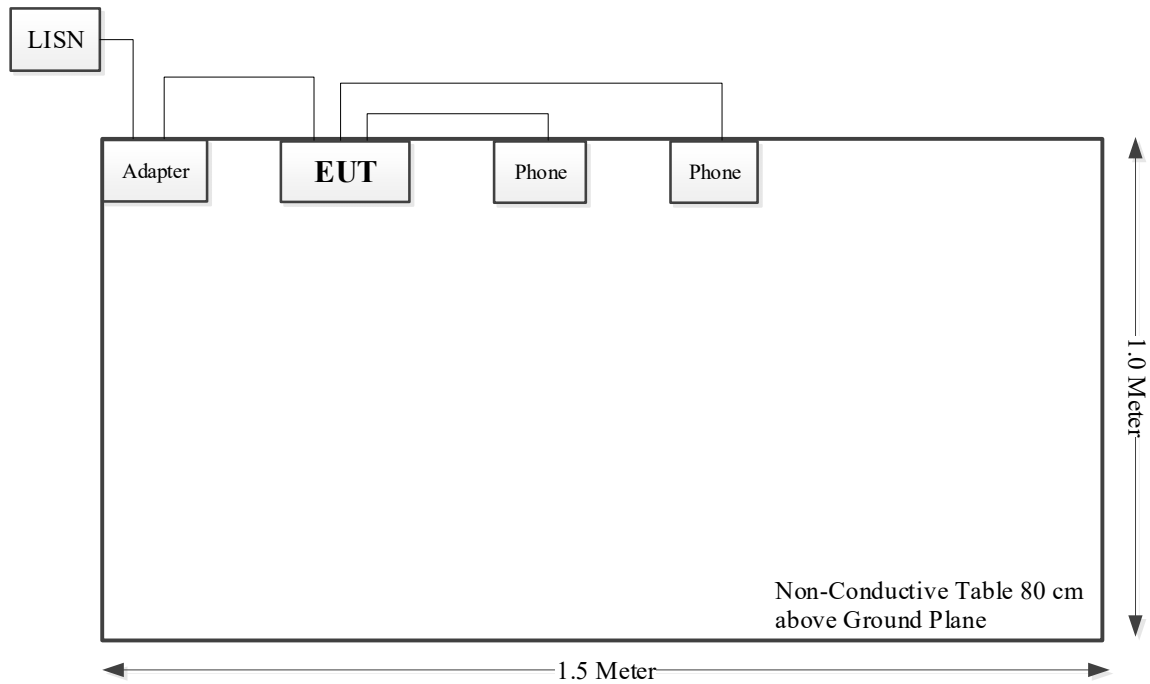 LISN
Adapter
EUT
Phone
Phone
1.0 Meter
Non-Conductive Table 80 cm
above Ground Plane
1.5 Meter